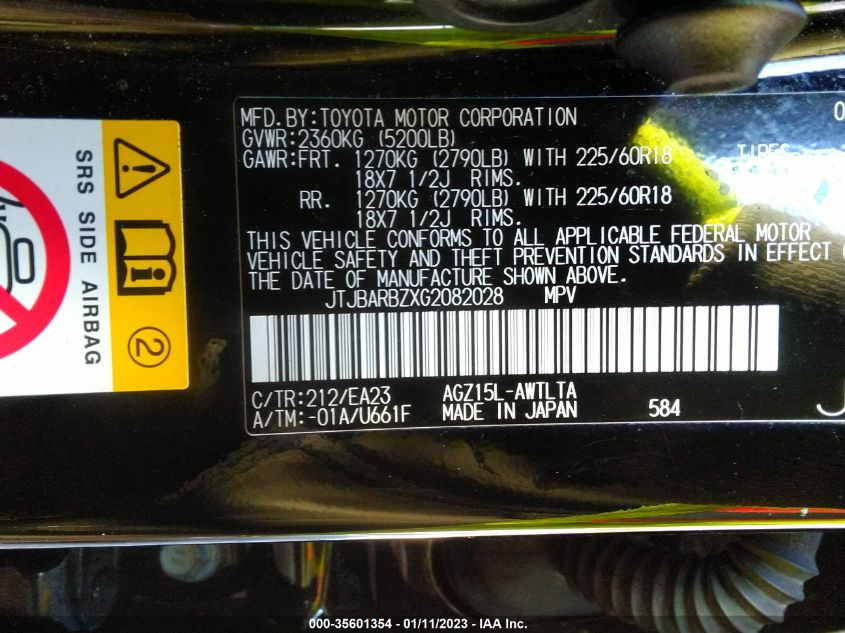 SRS SIDE AIRBAG
2
MFD.BY:TOYOTA MOTOR CORPORATION 0
GVWR:2360KG (5200LB)
GAWR:FRT. 1270KG (2790LB) WITH 225/60R18 TIRES
18X7 1/2J RIMS.
RR. 1270KG (2790LB) WITH 225/60R18
18X7 1/2J RIMS.
THIS VEHICLE CONFORMS TO ALL APPLICABLE FEDERAL MOTOR
VEHICLE SAFETY AND THEFT PREVENTION STANDARDS IN EFFECT
THE DATE OF MANUFACTURE SHOWN ABOVE.
JTJBARBZXG2082028 MPV
C/TR:212/EA23 AGZ15L-AWTLTA
A/TM:-01A/U661F MADE IN JAPAN 584
J
000-35601354 - 01/11/2023 - IAA Inc.